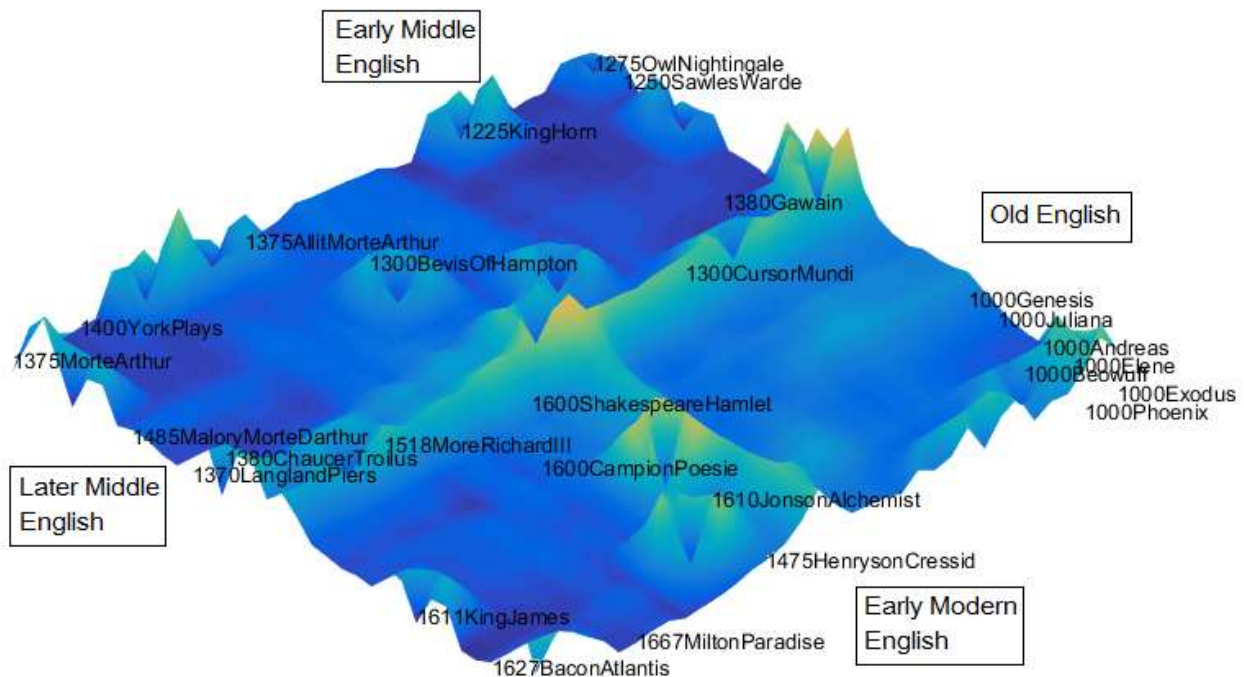 Early Middle
English
1275OwlNightingale
1250SawlesWarde
1225KingHorn
1380Gawain
Old English
1375AllitMorteArthur
1300BevisOfHampton
1300CursorMundi
1000Genesis
1000Juliana
1400YorkPlays
1000Andreas
1375MorteArthur
1000Elene
1000Beowulf
1000Exodus
1600ShakespeareHamlet
1000Phoenix
1485MaloryMorteDarthur
1518MoreRichardIII
1380ChaucerTroilus
1600CampionPoesie
1370LanglandPiers
Later Middle
English
1610JonsonAlchemist
1475HenrysonCressid
Early Modern
English
1611KingJames
1667MiltonParadise
1627BaconAtlantis